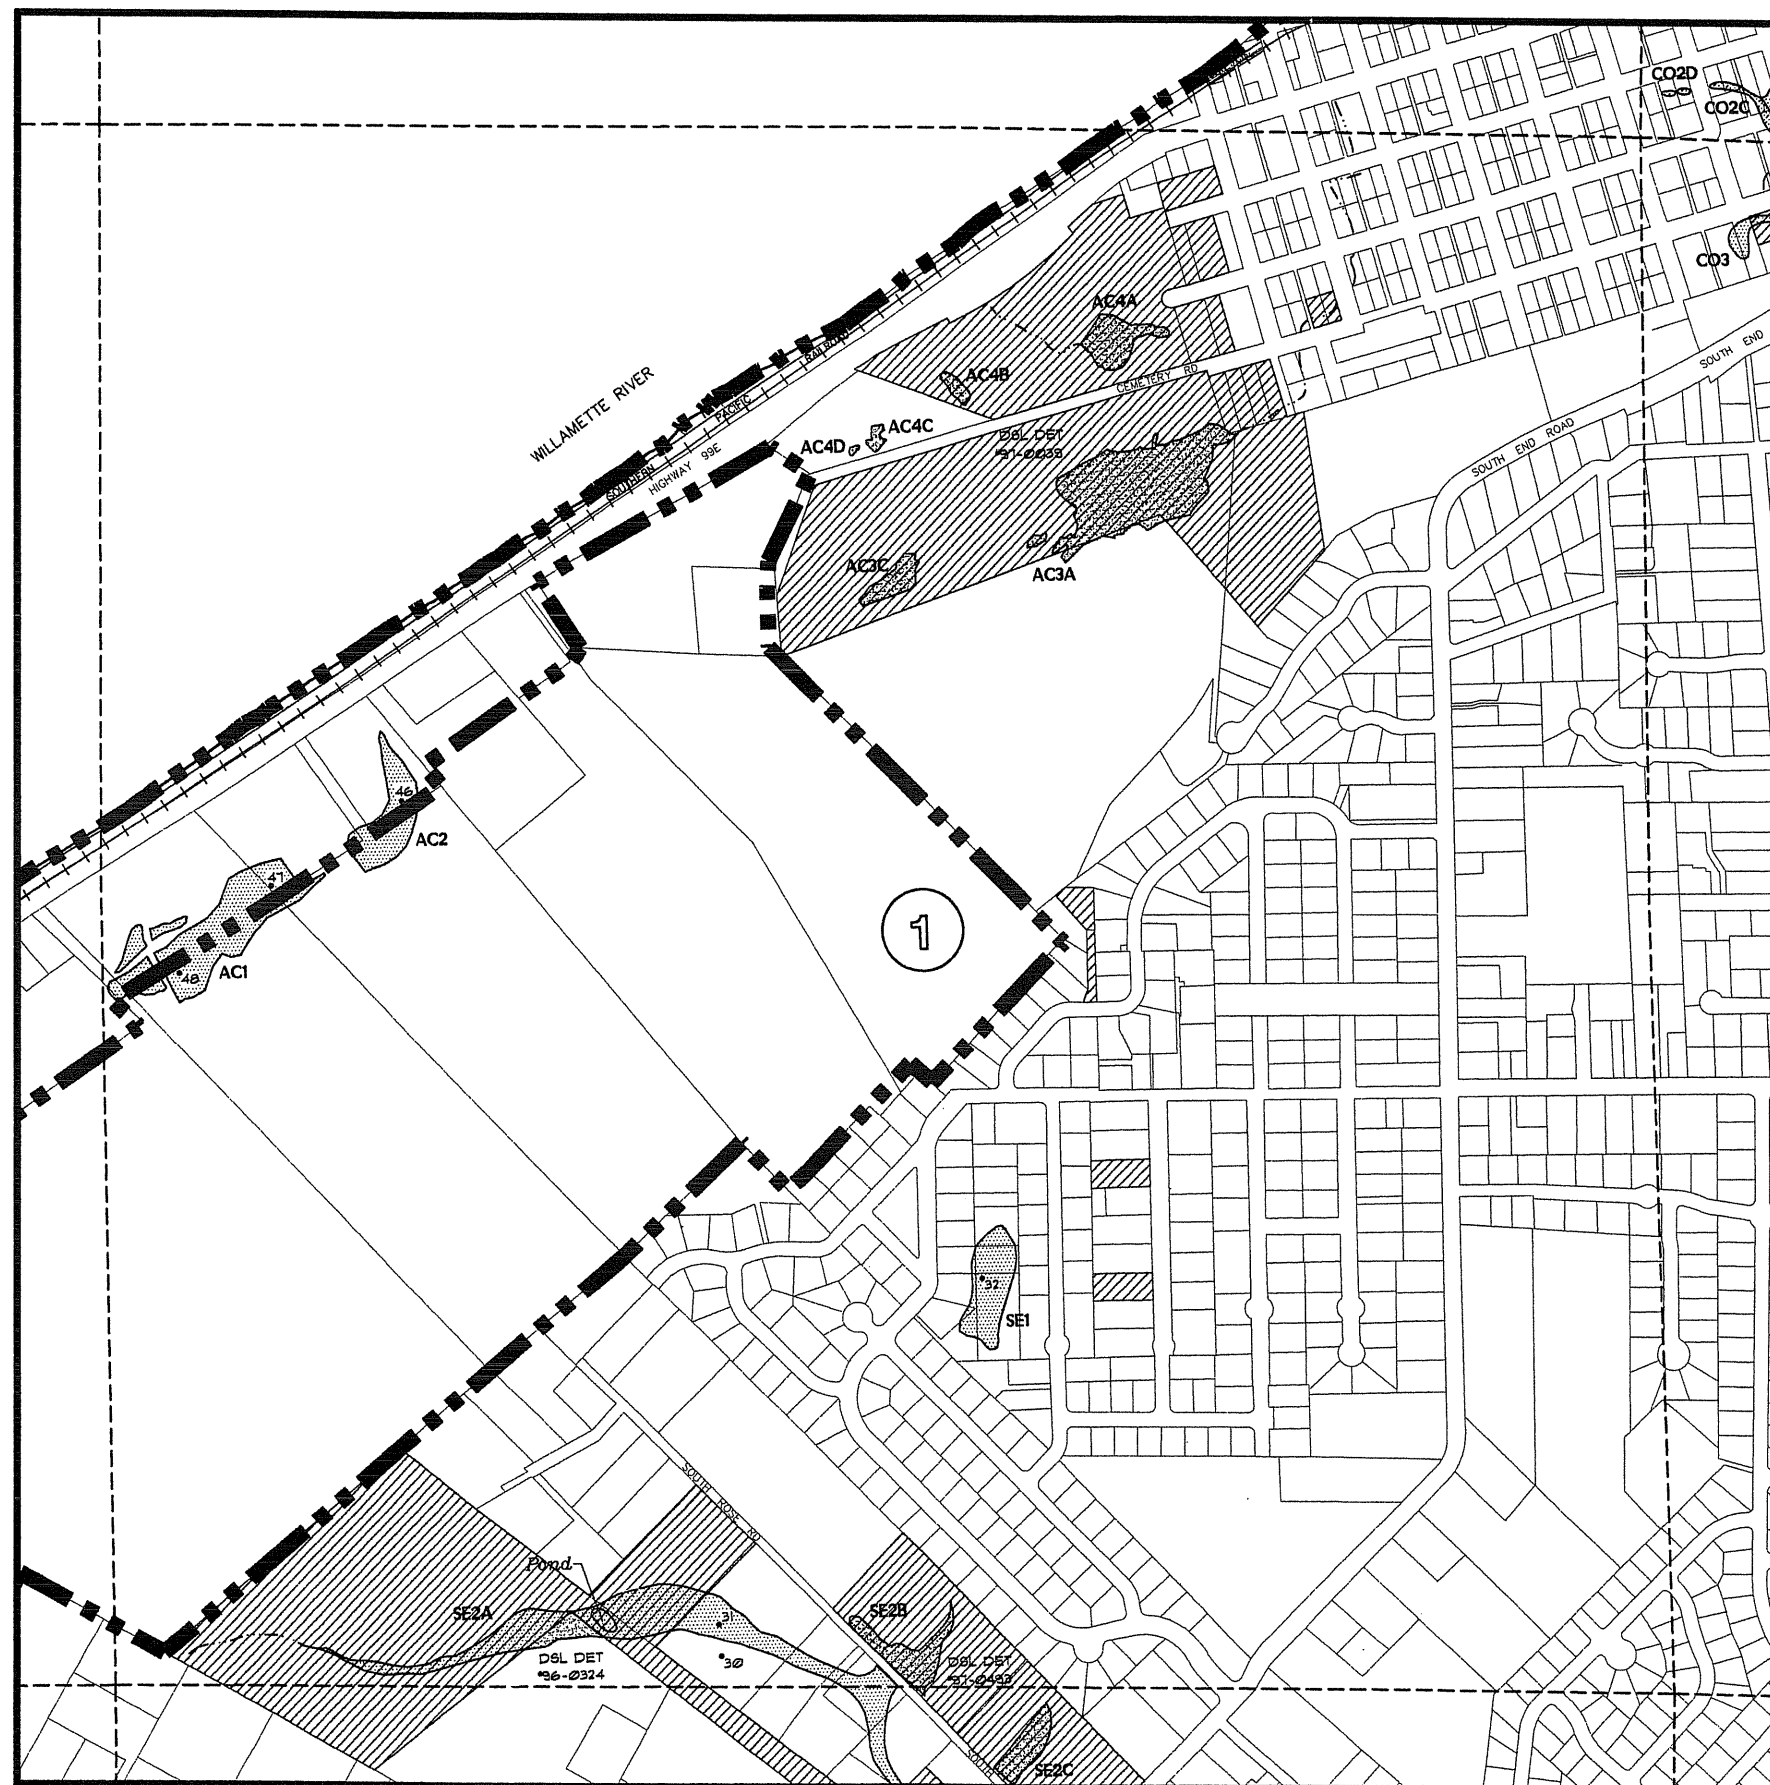 CO2D
CO2C
CO3
SOUTH END
AC4A
AC4B
CEMETERY RD
WILLAMETTE RIVER
RAILROAD
PACIFIC
SOUTHERN
HIGHWAY 99E
AC4C
AC4D
DSL DET
SOUTH END ROAD
AC3C
AC3A
46
AC2
47
48
AC1
1
32
SE1
SOUTH ROSE RD
Pond
SE2A
31
30
DSL DET
SE2B
DSL DET
SE2C